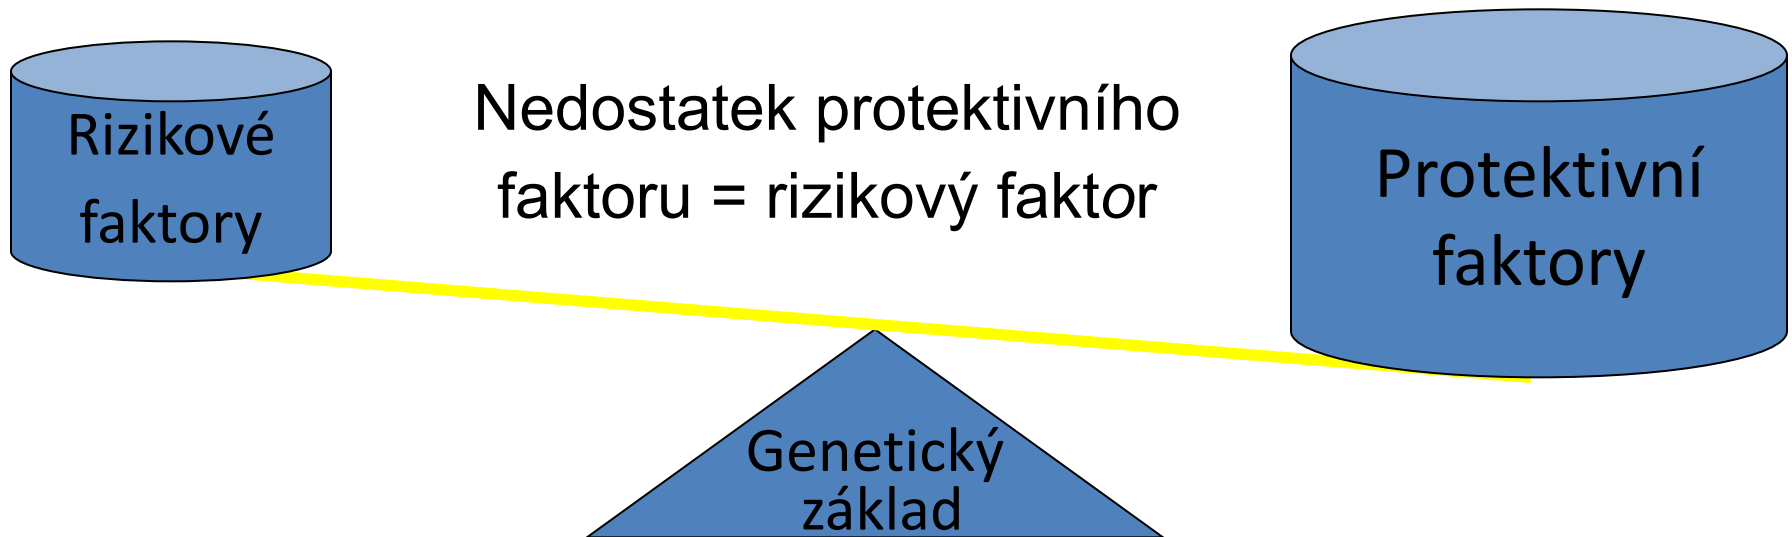 Rizikové
faktory
Nedostatek protektivního
faktoru = rizikový faktor
Protektivní
faktory
Genetický
základ